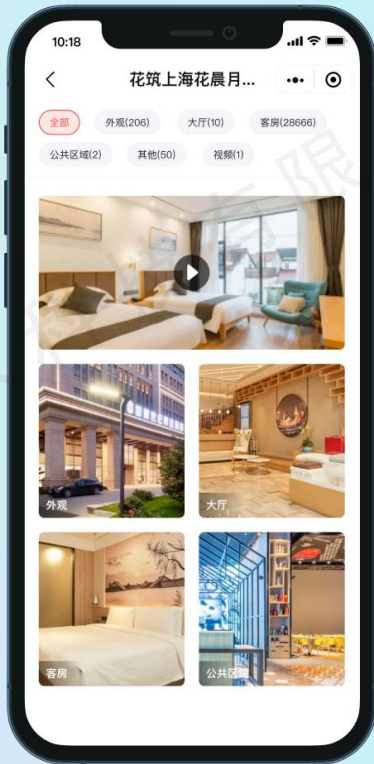 10:18
花筑上海花晨月...
全部 外观(206) 大厅(10) 客房(28666)
公共区域(2) 其他(50) 视频(1)
外观
大厅
客房
公共区域